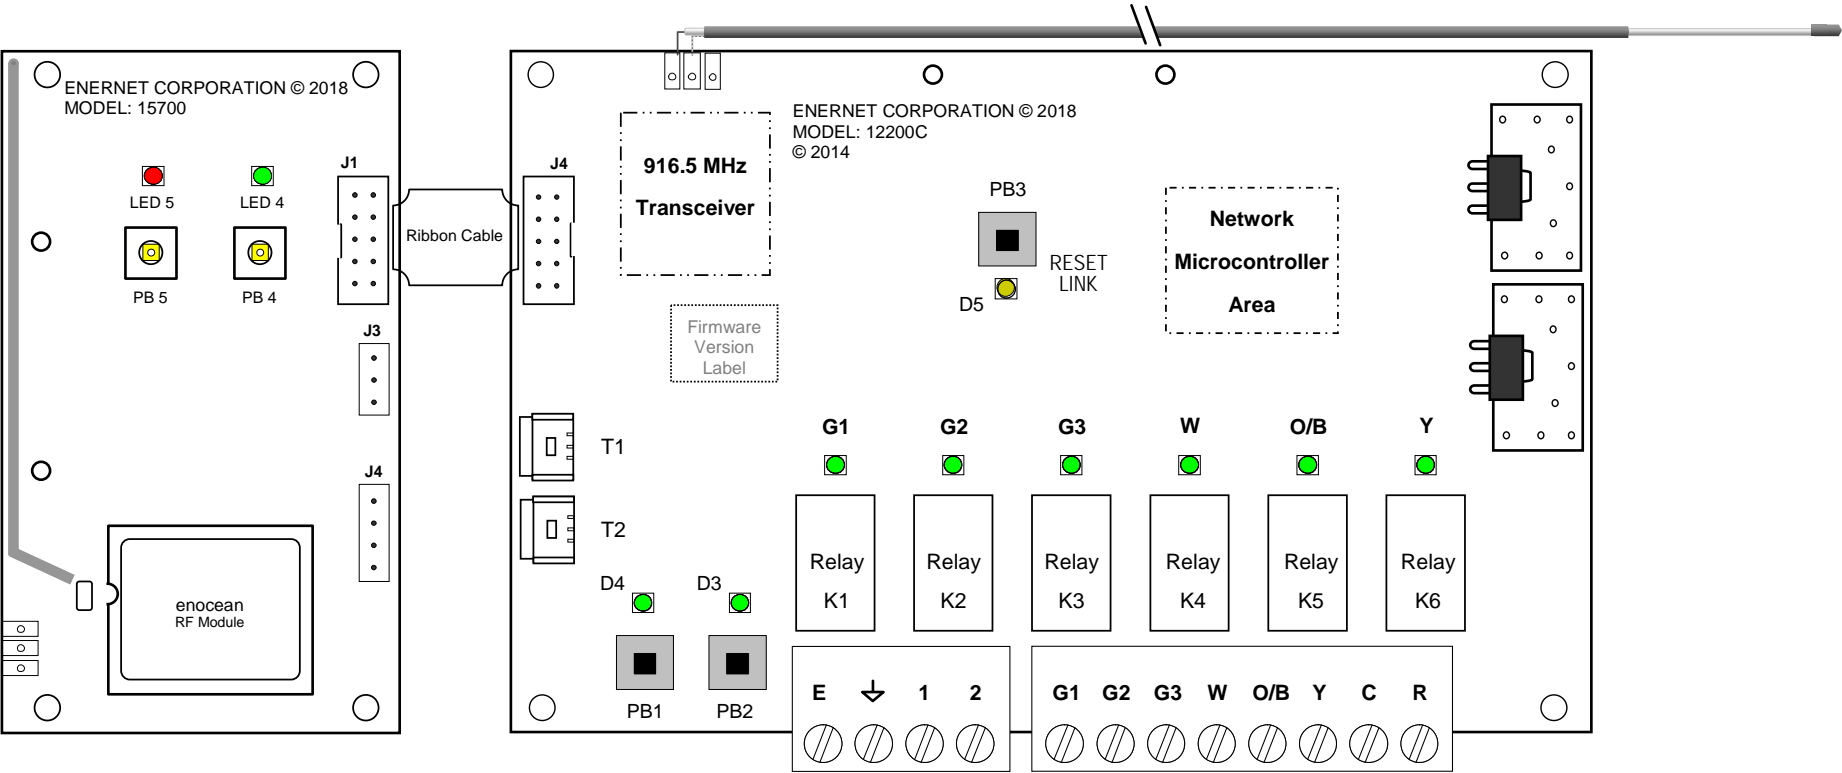 ENERNET CORPORATION © 2018
MODEL: 15700
LED 5
LED 4
PB 5
PB 4
J1
Ribbon Cable
J3
J4
enocean
RF Module
J4
916.5 MHz
Transceiver
Firmware
Version
Label
ENERNET CORPORATION © 2018
MODEL: 12200C
© 2014
PB3
RESET
LINK
D5
Network
Microcontroller
Area
T1
T2
D4
D3
PB1
PB2
G1 G2 G3 W O/B Y
Relay Relay Relay Relay Relay Relay
K1 K2 K3 K4 K5 K6
E 1 2
G1 G2 G3 W O/B Y C R